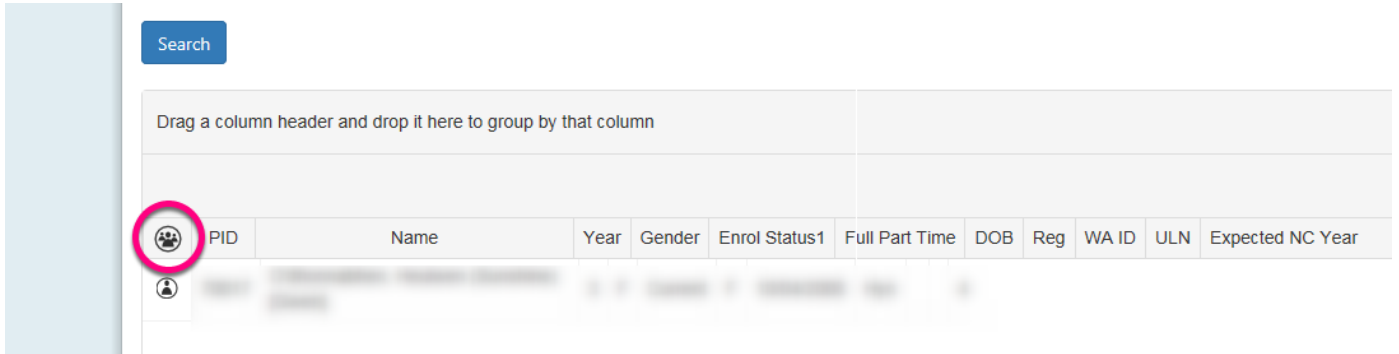 Search
Drag a column header and drop it here to group by that column
PID Name Year Gender Enrol Status1 Full Part Time DOB Reg WA ID ULN Expected NC Year